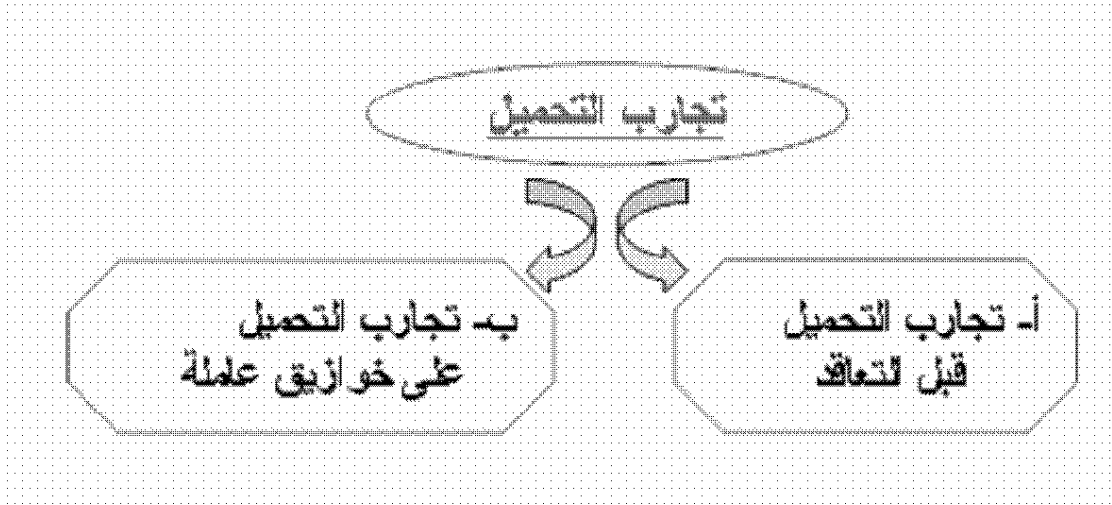 تجارب التحميل
أ- تجارب التحميل
قبل التعاقد
ب- تجارب التحميل
على خوازيق عاملة